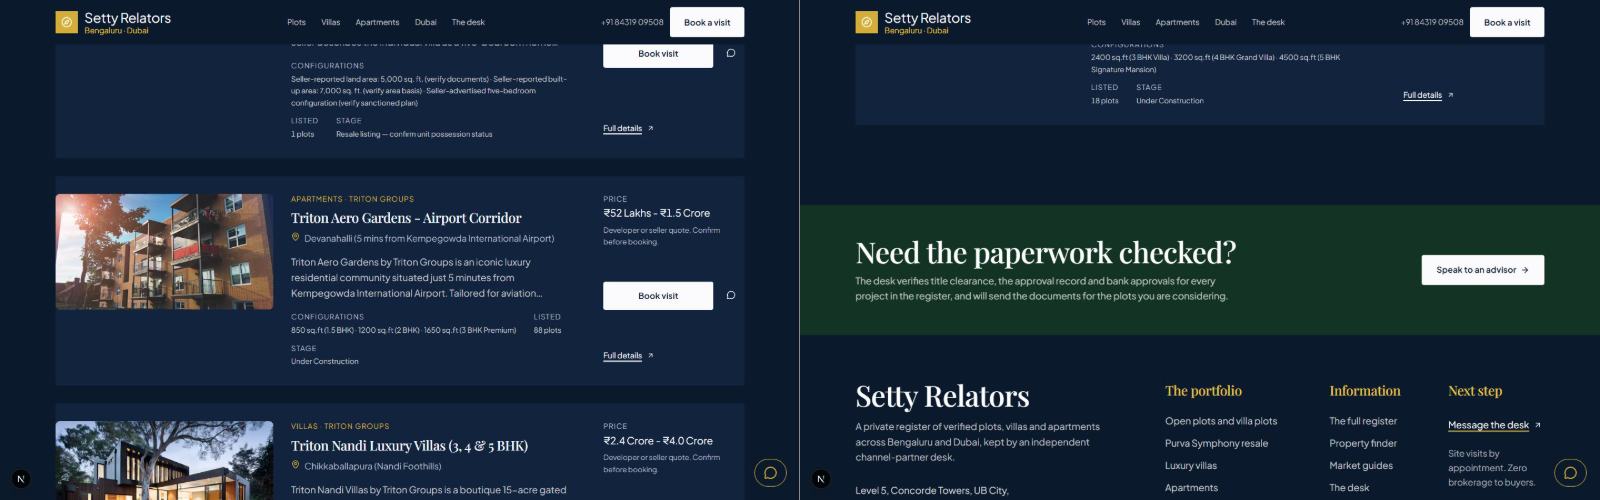 Setty Relators
Bengaluru · Dubai
Plots
Villas
Apartments
Dubai
The desk
+91 84319 09508
Book a visit
Book visit
CONFIGURATIONS
Seller-reported land area: 5,000 sq. ft. (verify documents) · Seller-reported built-
up area: 7,000 sq. ft. (verify area basis) · Seller-advertised five-bedroom
configuration (verify sanctioned plan)
LISTED
STAGE
1 plots
Resale listing — confirm unit possession status
Full details
APARTMENTS · TRITON GROUPS
Triton Aero Gardens - Airport Corridor
Devanahalli (5 mins from Kempegowda International Airport)
Triton Aero Gardens by Triton Groups is an iconic luxury
residential community situated just 5 minutes from
Kempegowda International Airport. Tailored for aviation...
PRICE
₹52 Lakhs - ₹1.5 Crore
Developer or seller quote. Confirm
before booking.
Book visit
CONFIGURATIONS
850 sq.ft (1.5 BHK) · 1200 sq.ft (2 BHK) · 1650 sq.ft (3 BHK Premium)
LISTED
88 plots
STAGE
Under Construction
Full details
VILLAS · TRITON GROUPS
Triton Nandi Luxury Villas (3, 4 & 5 BHK)
Chikkaballapura (Nandi Foothills)
Triton Nandi Villas by Triton Groups is a boutique 15-acre gated
PRICE
₹2.4 Crore - ₹4.0 Crore
Developer or seller quote. Confirm
before booking.
N
Setty Relators
Bengaluru · Dubai
Plots
Villas
Apartments
Dubai
The desk
+91 84319 09508
Book a visit
CONFIGURATIONS
2400 sq.ft (3 BHK Villa) · 3200 sq.ft (4 BHK Grand Villa) · 4500 sq.ft (5 BHK
Signature Mansion)
LISTED
STAGE
18 plots
Under Construction
Full details
Need the paperwork checked?
The desk verifies title clearance, the approval record and bank approvals for every
project in the register, and will send the documents for the plots you are considering.
Speak to an advisor
Setty Relators
A private register of verified plots, villas and apartments
across Bengaluru and Dubai, kept by an independent
channel-partner desk.
Level 5, Concorde Towers, UB City,
The portfolio
Open plots and villa plots
Purva Symphony resale
Luxury villas
Apartments
Information
The full register
Property finder
Market guides
The desk
Next step
Message the desk
Site visits by
appointment. Zero
brokerage to buyers.
N